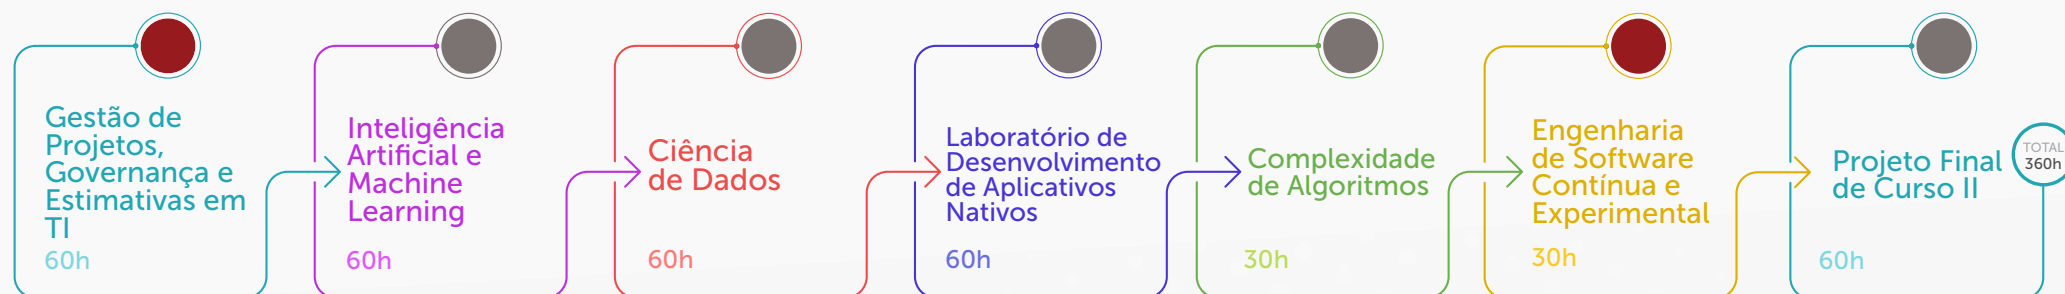 Gestão de
Projetos,
Governança e
Estimativas em
TI
60h
Inteligência
Artificial e
Machine
Learning
60h
Ciência
de Dados
60h
Laboratório de
Desenvolvimento
de Aplicativos
Nativos
60h
Complexidade
de Algoritmos
30h
Engenharia
de Software
Contínua e
Experimental
30h
Projeto Final
de Curso II
60h
TOTAL
360h